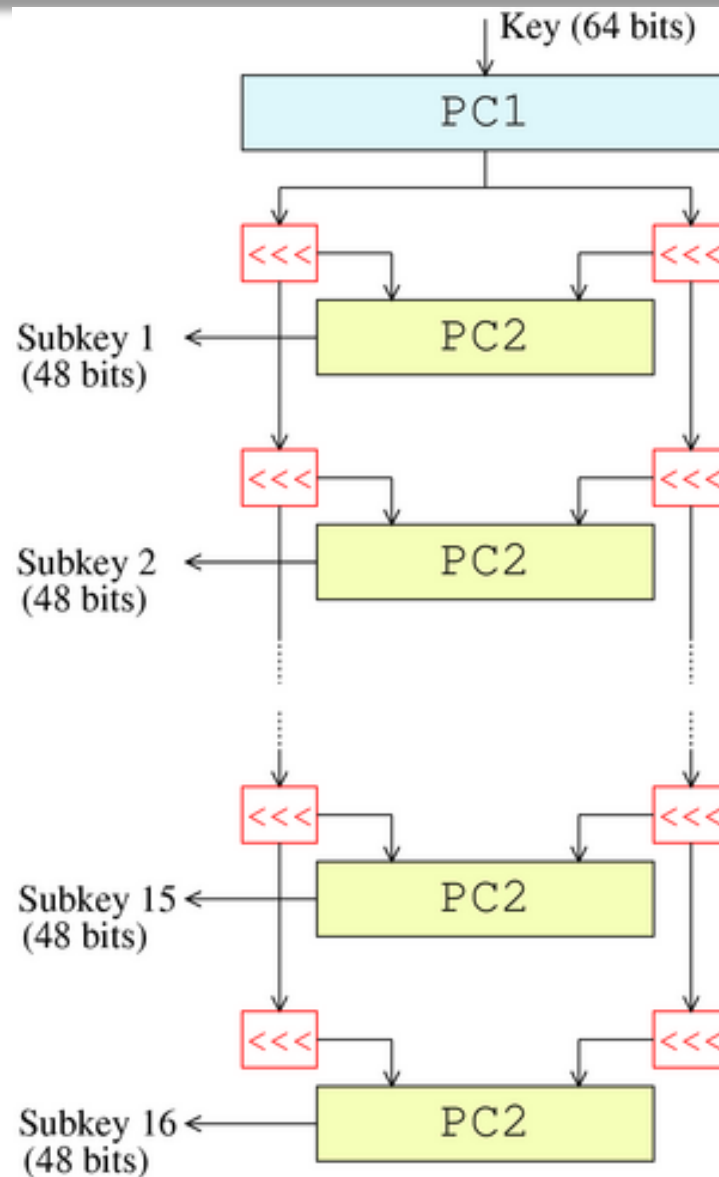 Key (64 bits)
PC1
<<< <<<
PC2
Subkey 1
(48 bits)
<<< <<<
PC2
Subkey 2
(48 bits)
<<< <<<
PC2
Subkey 15
(48 bits)
<<< <<<
PC2
Subkey 16
(48 bits)